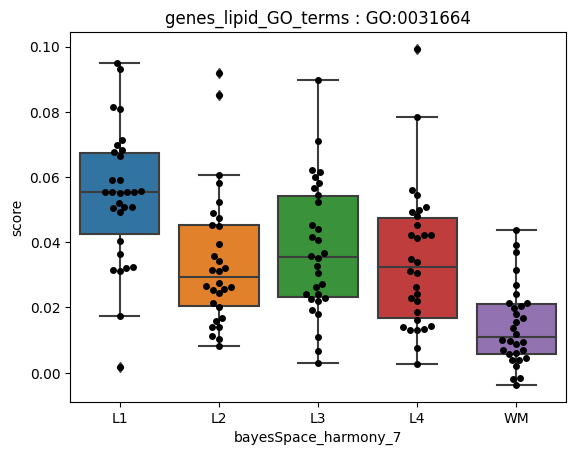 genes_lipid_GO_terms : GO:0031664
0.10
0.08
0.06
0.04
0.02
0.00
score
L1 L2 L3 L4 WM
bayesSpace_harmony_7